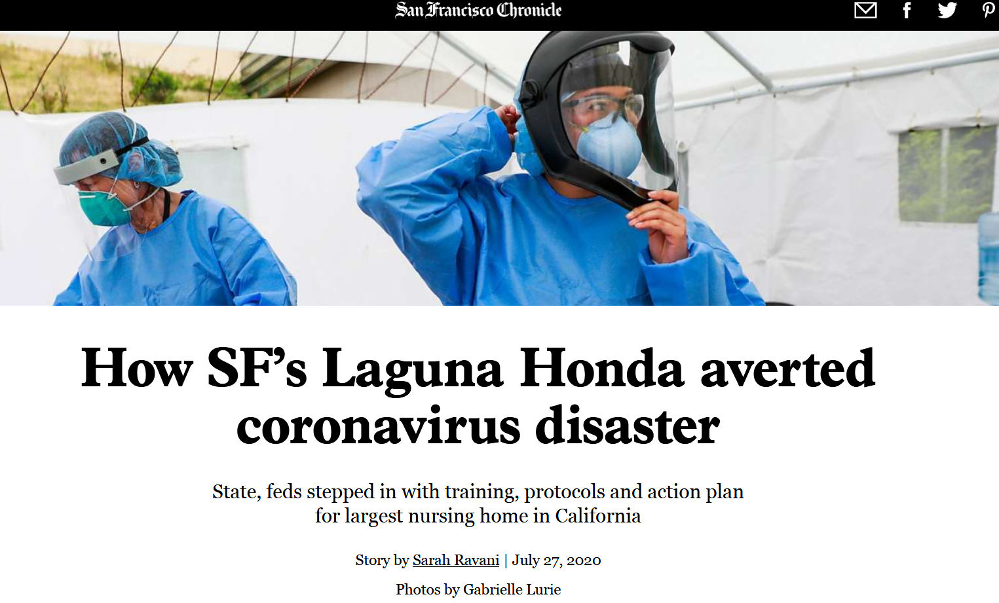 San Francisco Chronicle
How SF’s Laguna Honda averted
coronavirus disaster
State, feds stepped in with training, protocols and action plan
for largest nursing home in California
Story by Sarah Ravani | July 27, 2020
Photos by Gabrielle Lurie